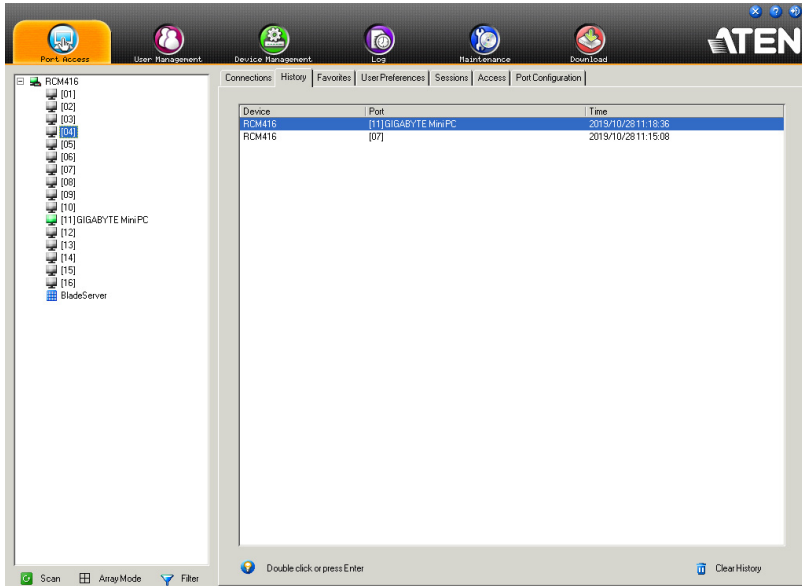 ATEN
Port Access
User Management
Device Management
Log
Maintenance
Download
Connections History Favorites User Preferences Sessions Access Port Configuration
RCM416
[01]
[02]
[03]
[04]
[05]
[06]
[07]
[08]
[09]
[10]
[11]GIGABYTE Mini PC
[12]
[13]
[14]
[15]
[16]
BladeServer
Device Port Time
RCM416 [11]GIGABYTE Mini PC 2019/10/28 11:18:36
RCM416 [07] 2019/10/28 11:15:08
Double click or press Enter
Clear History
Scan Array Mode Filter